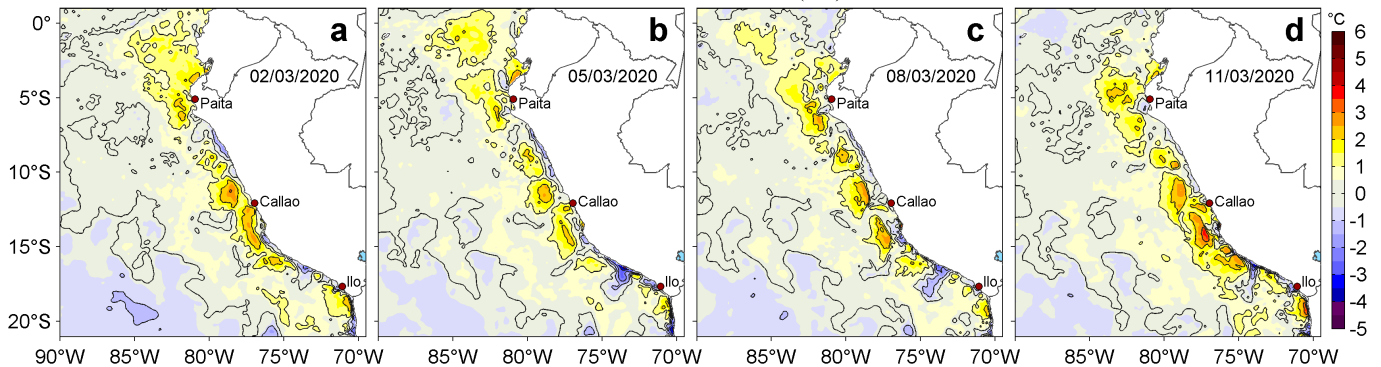 a
b
c
d
°C
02/03/2020
05/03/2020
08/03/2020
11/03/2020
0°
5°S
10°S
15°S
20°S
Paita
Callao
Ilo
Paita
Callao
Ilo
Paita
Callao
Ilo
Paita
Callao
Ilo
6
5
4
3
2
1
0
-1
-2
-3
-4
-5
90°W 85°W 80°W 75°W 70°W
85°W 80°W 75°W 70°W
85°W 80°W 75°W 70°W
85°W 80°W 75°W 70°W